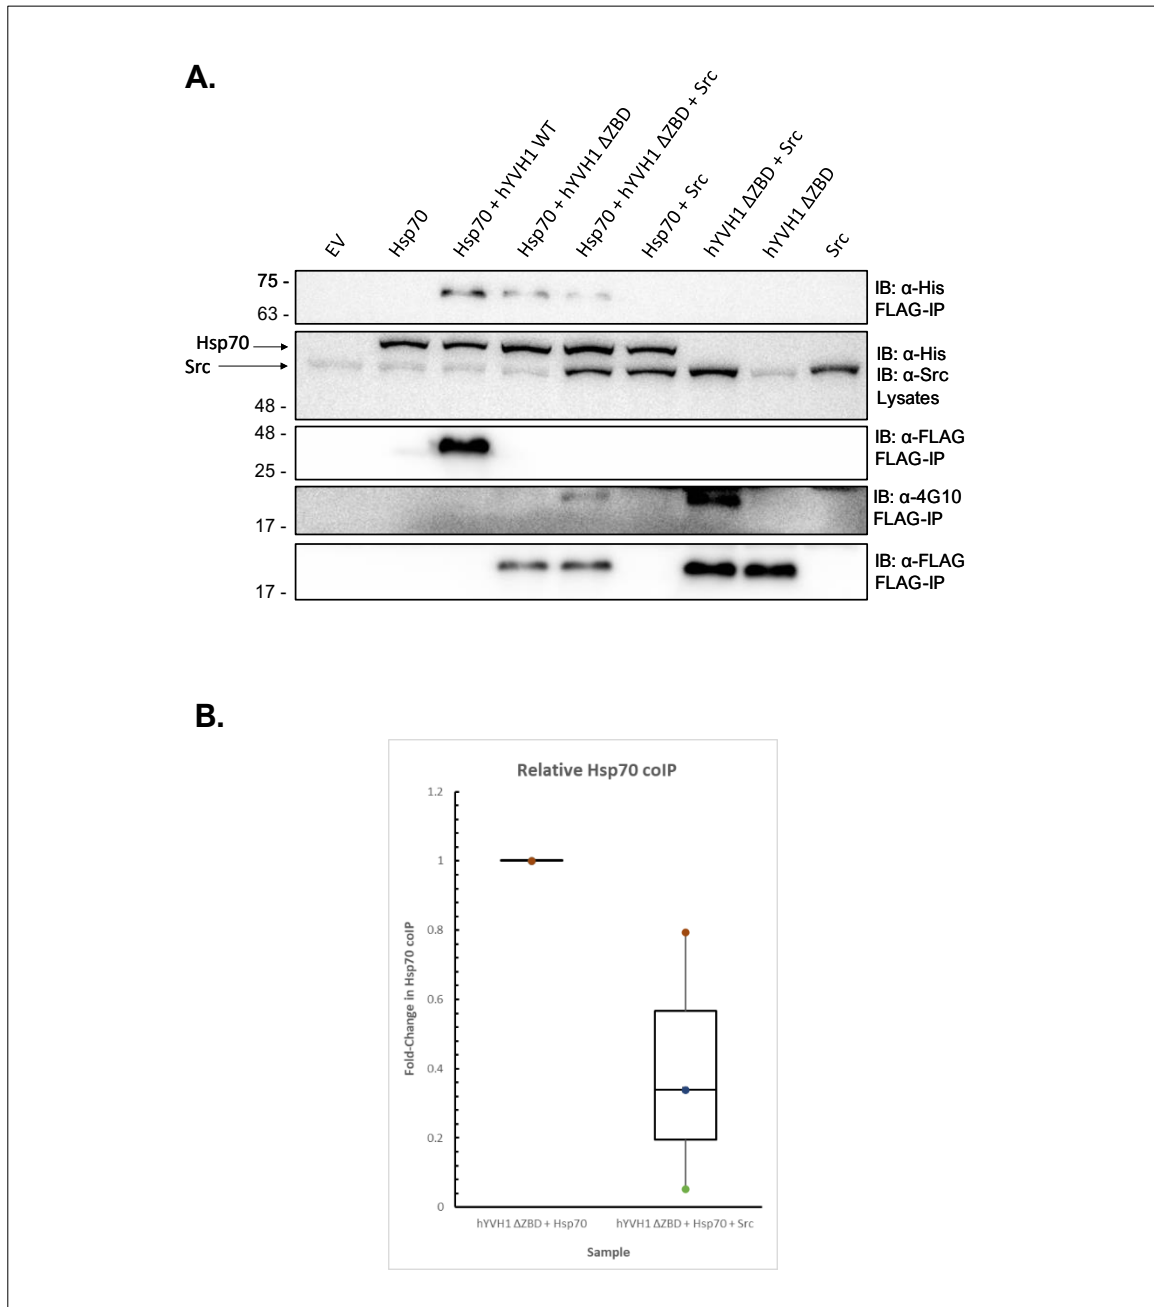 A.
EV
Hsp70
Hsp70 + hYVH1 WT
Hsp70 + hYVH1 ΔZBD
Hsp70 + hYVH1 ΔZBD + Src
Hsp70 + Src
hYVH1 ΔZBD + Src
hYVH1 ΔZBD
Src
75 -
63 -
IB: α-His
FLAG-IP
Hsp70
Src
48 -
IB: α-His
IB: α-Src
Lysates
48 -
25 -
IB: α-FLAG
FLAG-IP
17 -
IB: α-4G10
FLAG-IP
17 -
IB: α-FLAG
FLAG-IP
B.
Relative Hsp70 coIP
Fold-Change in Hsp70 coIP
1.2
1
0.8
0.6
0.4
0.2
0
hYVH1 ΔZBD + Hsp70
hYVH1 ΔZBD + Hsp70 + Src
Sample